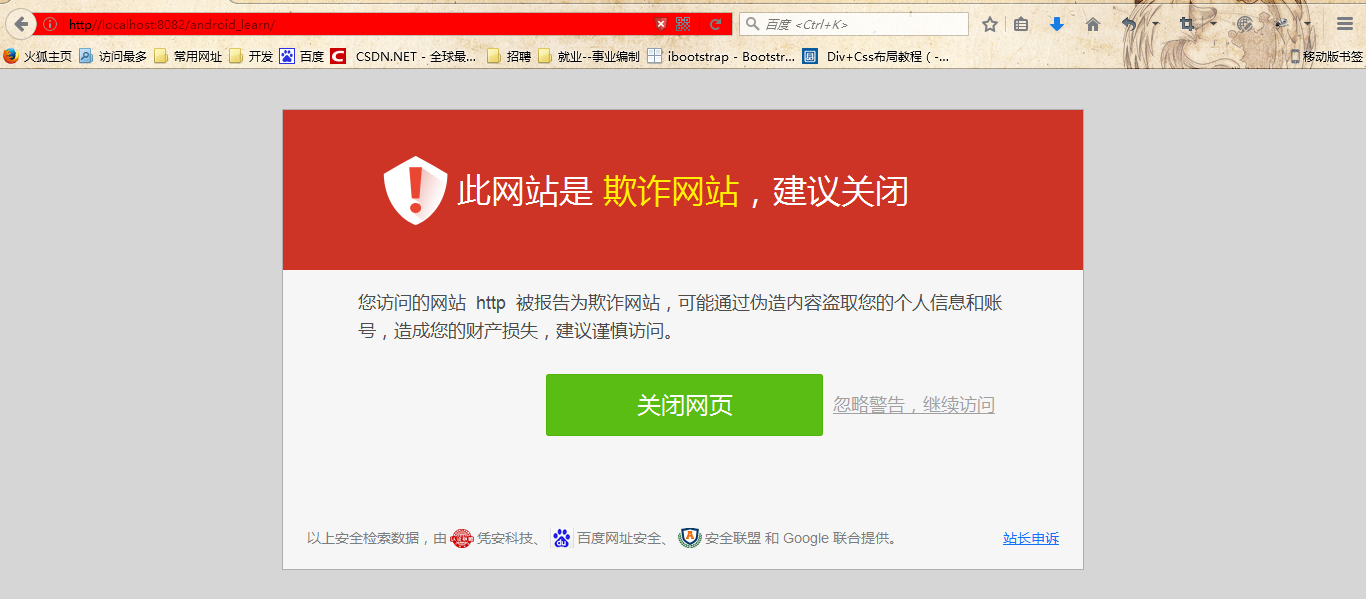 http://localhost:8082/android_learn/
百度 <Ctrl+K>
火狐主页 访问最多 常用网址 开发 百度 CSDN.NET - 全球最... 招聘 就业--事业编制 ibootstrap - Bootstr... Div+Css布局教程（-... 移动版书签
此网站是 欺诈网站，建议关闭
您访问的网站 http 被报告为欺诈网站，可能通过伪造内容盗取您的个人信息和账
号，造成您的财产损失，建议谨慎访问。
关闭网页 忽略警告，继续访问
以上安全检索数据，由 凭安科技、 百度网址安全、 安全联盟 和 Google 联合提供。 站长申诉